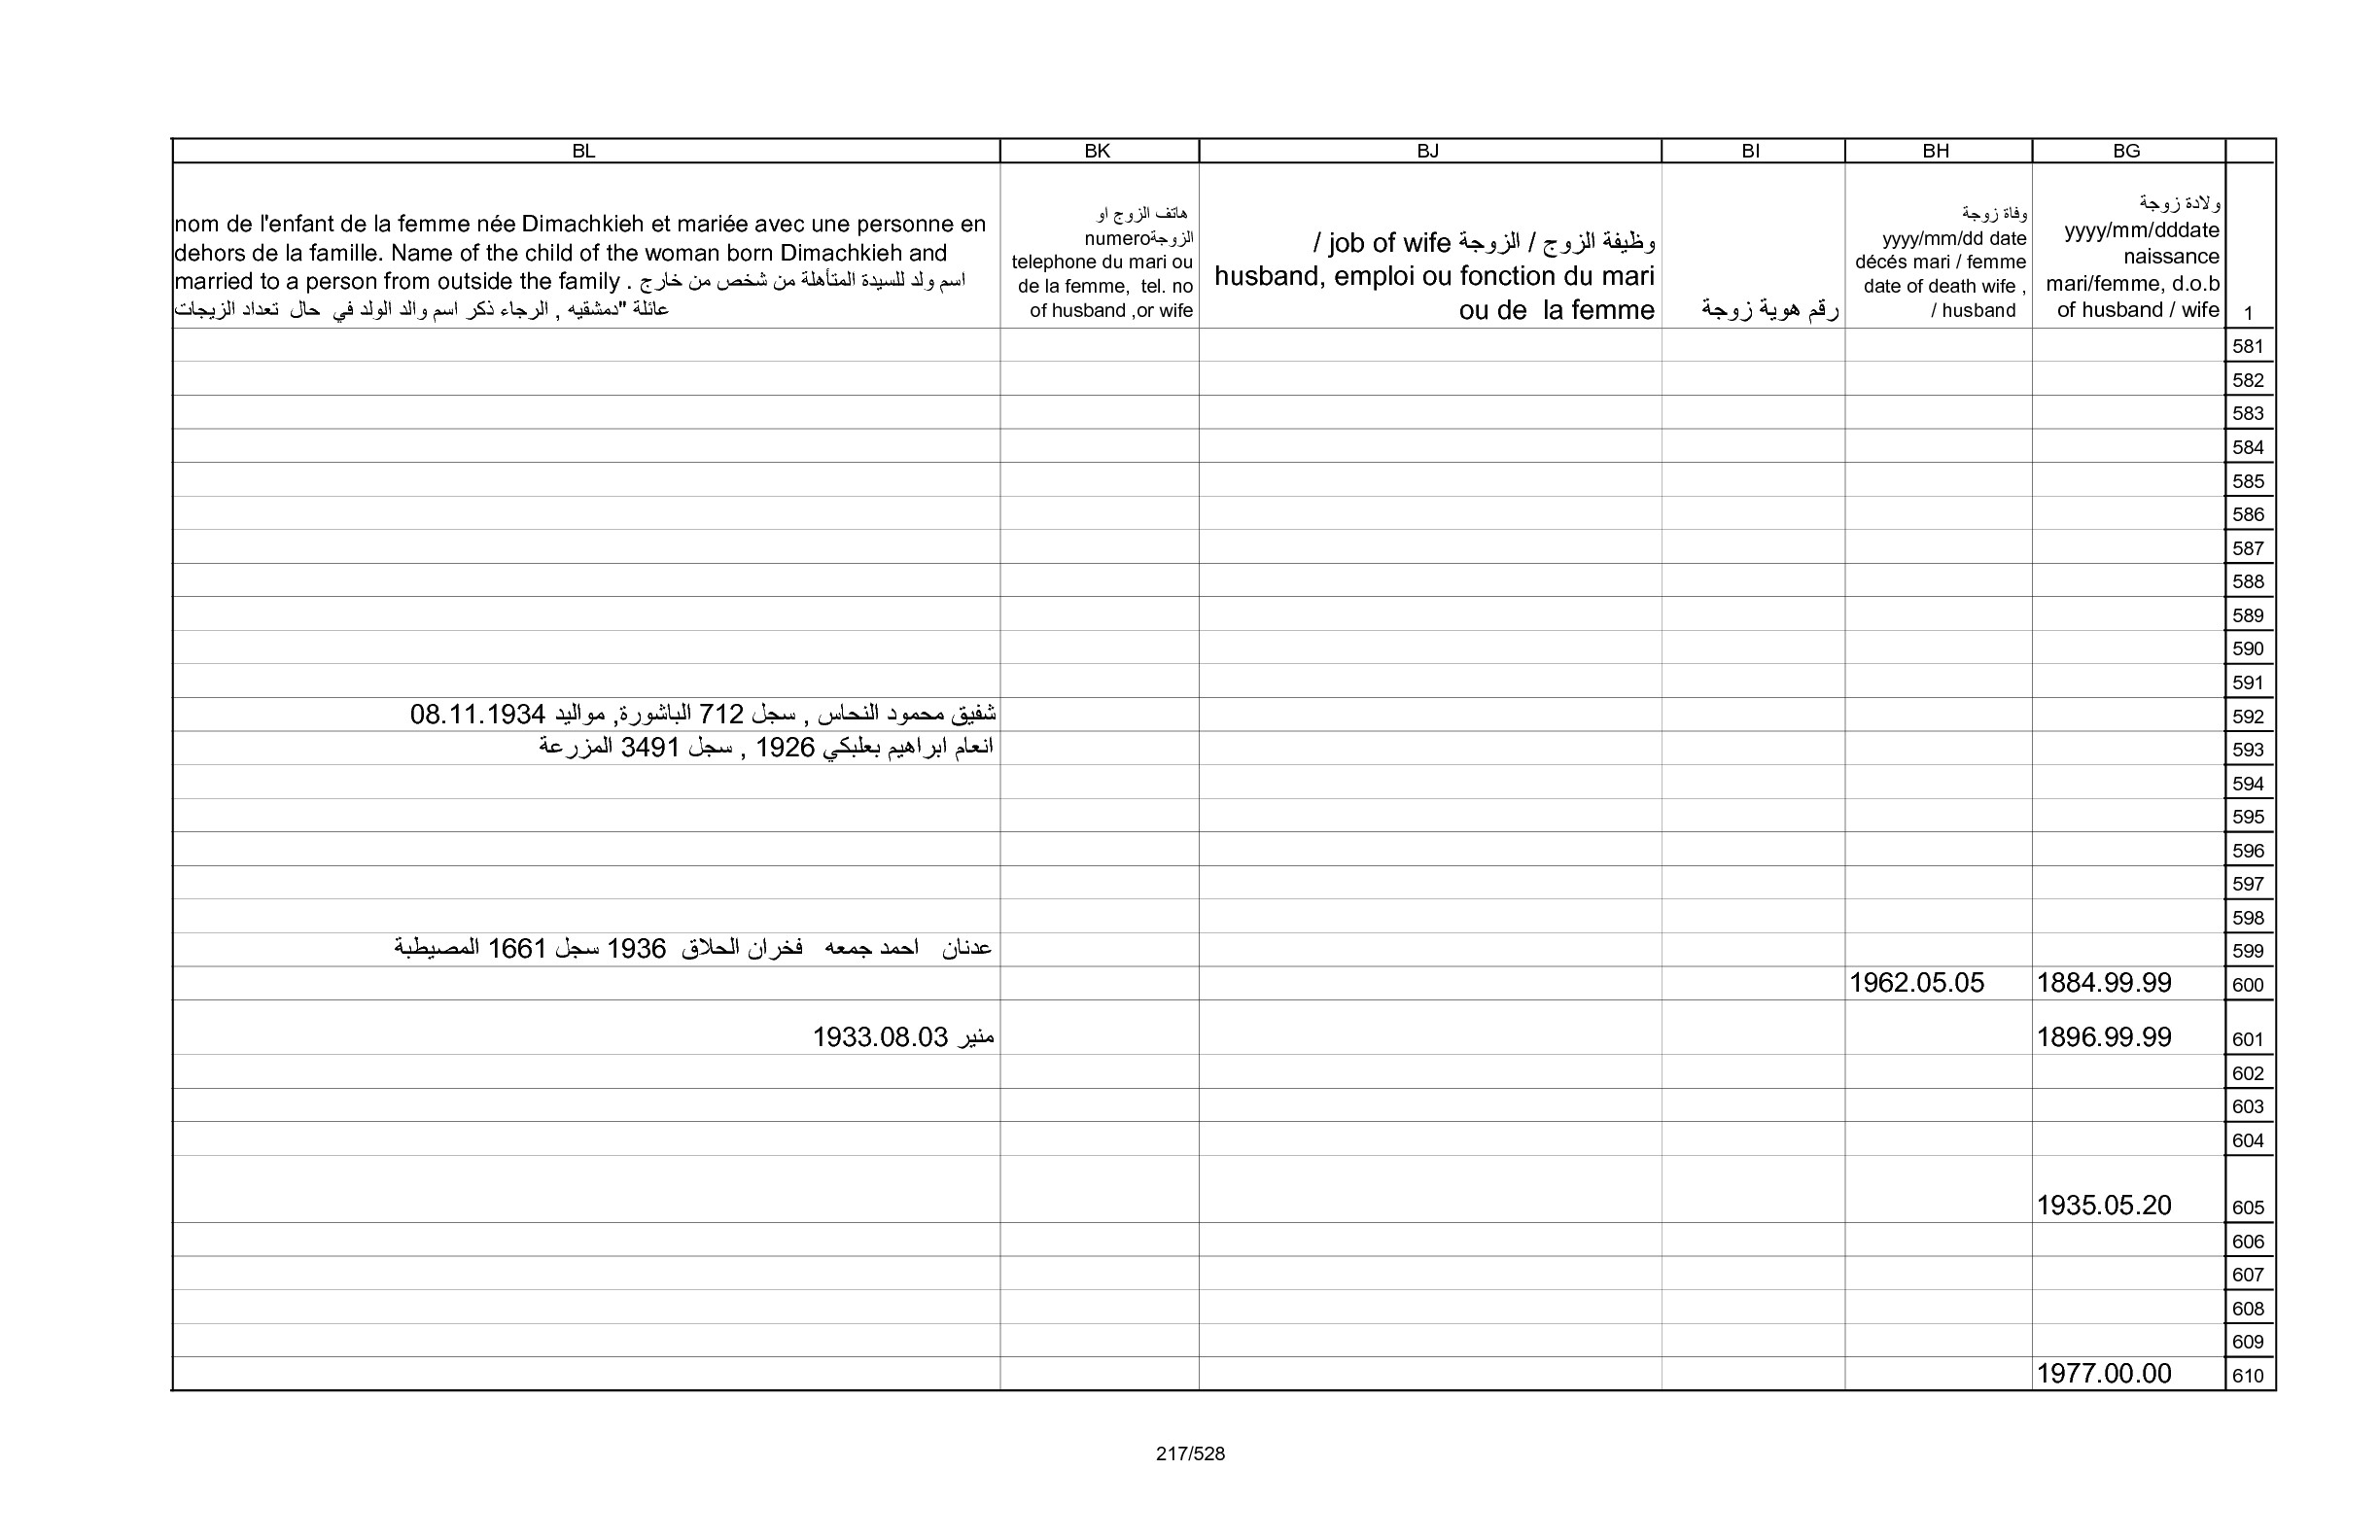 BL BK BJ BI BH BG
nom de l'enfant de la femme née Dimachkieh et mariée avec une personne en
dehors de la famille. Name of the child of the woman born Dimachkieh and
married to a person from outside the family . اسم ولد للسيدة المتأهلة من شخص من خارج
عائلة "دمشقيه , الرجاء ذكر اسم والد الولد في حال تعداد الزيجات
هاتف الزوج او
الزوجةnumero
telephone du mari ou
de la femme, tel. no
of husband ,or wife
وظيفة الزوج / الزوجة job of wife /
husband, emploi ou fonction du mari
ou de la femme
رقم هوية زوجة
وفاة زوجة
yyyy/mm/dd date
décés mari / femme
date of death wife ,
/ husband
ولادة زوجة
yyyy/mm/dddate
naissance
mari/femme, d.o.b
of husband / wife
1
581
582
583
584
585
586
587
588
589
590
591
شفيق محمود النحاس , سجل 712 الباشورة, مواليد 08.11.1934 592
انعام ابراهيم بعلبكي 1926 , سجل 3491 المزرعة 593
594
595
596
597
598
عدنان احمد جمعه فخران الحلاق 1936 سجل 1661 المصيطبة 599
1962.05.05 1884.99.99 600
منير 1933.08.03 1896.99.99 601
602
603
604
1935.05.20 605
606
607
608
609
1977.00.00 610
217/528